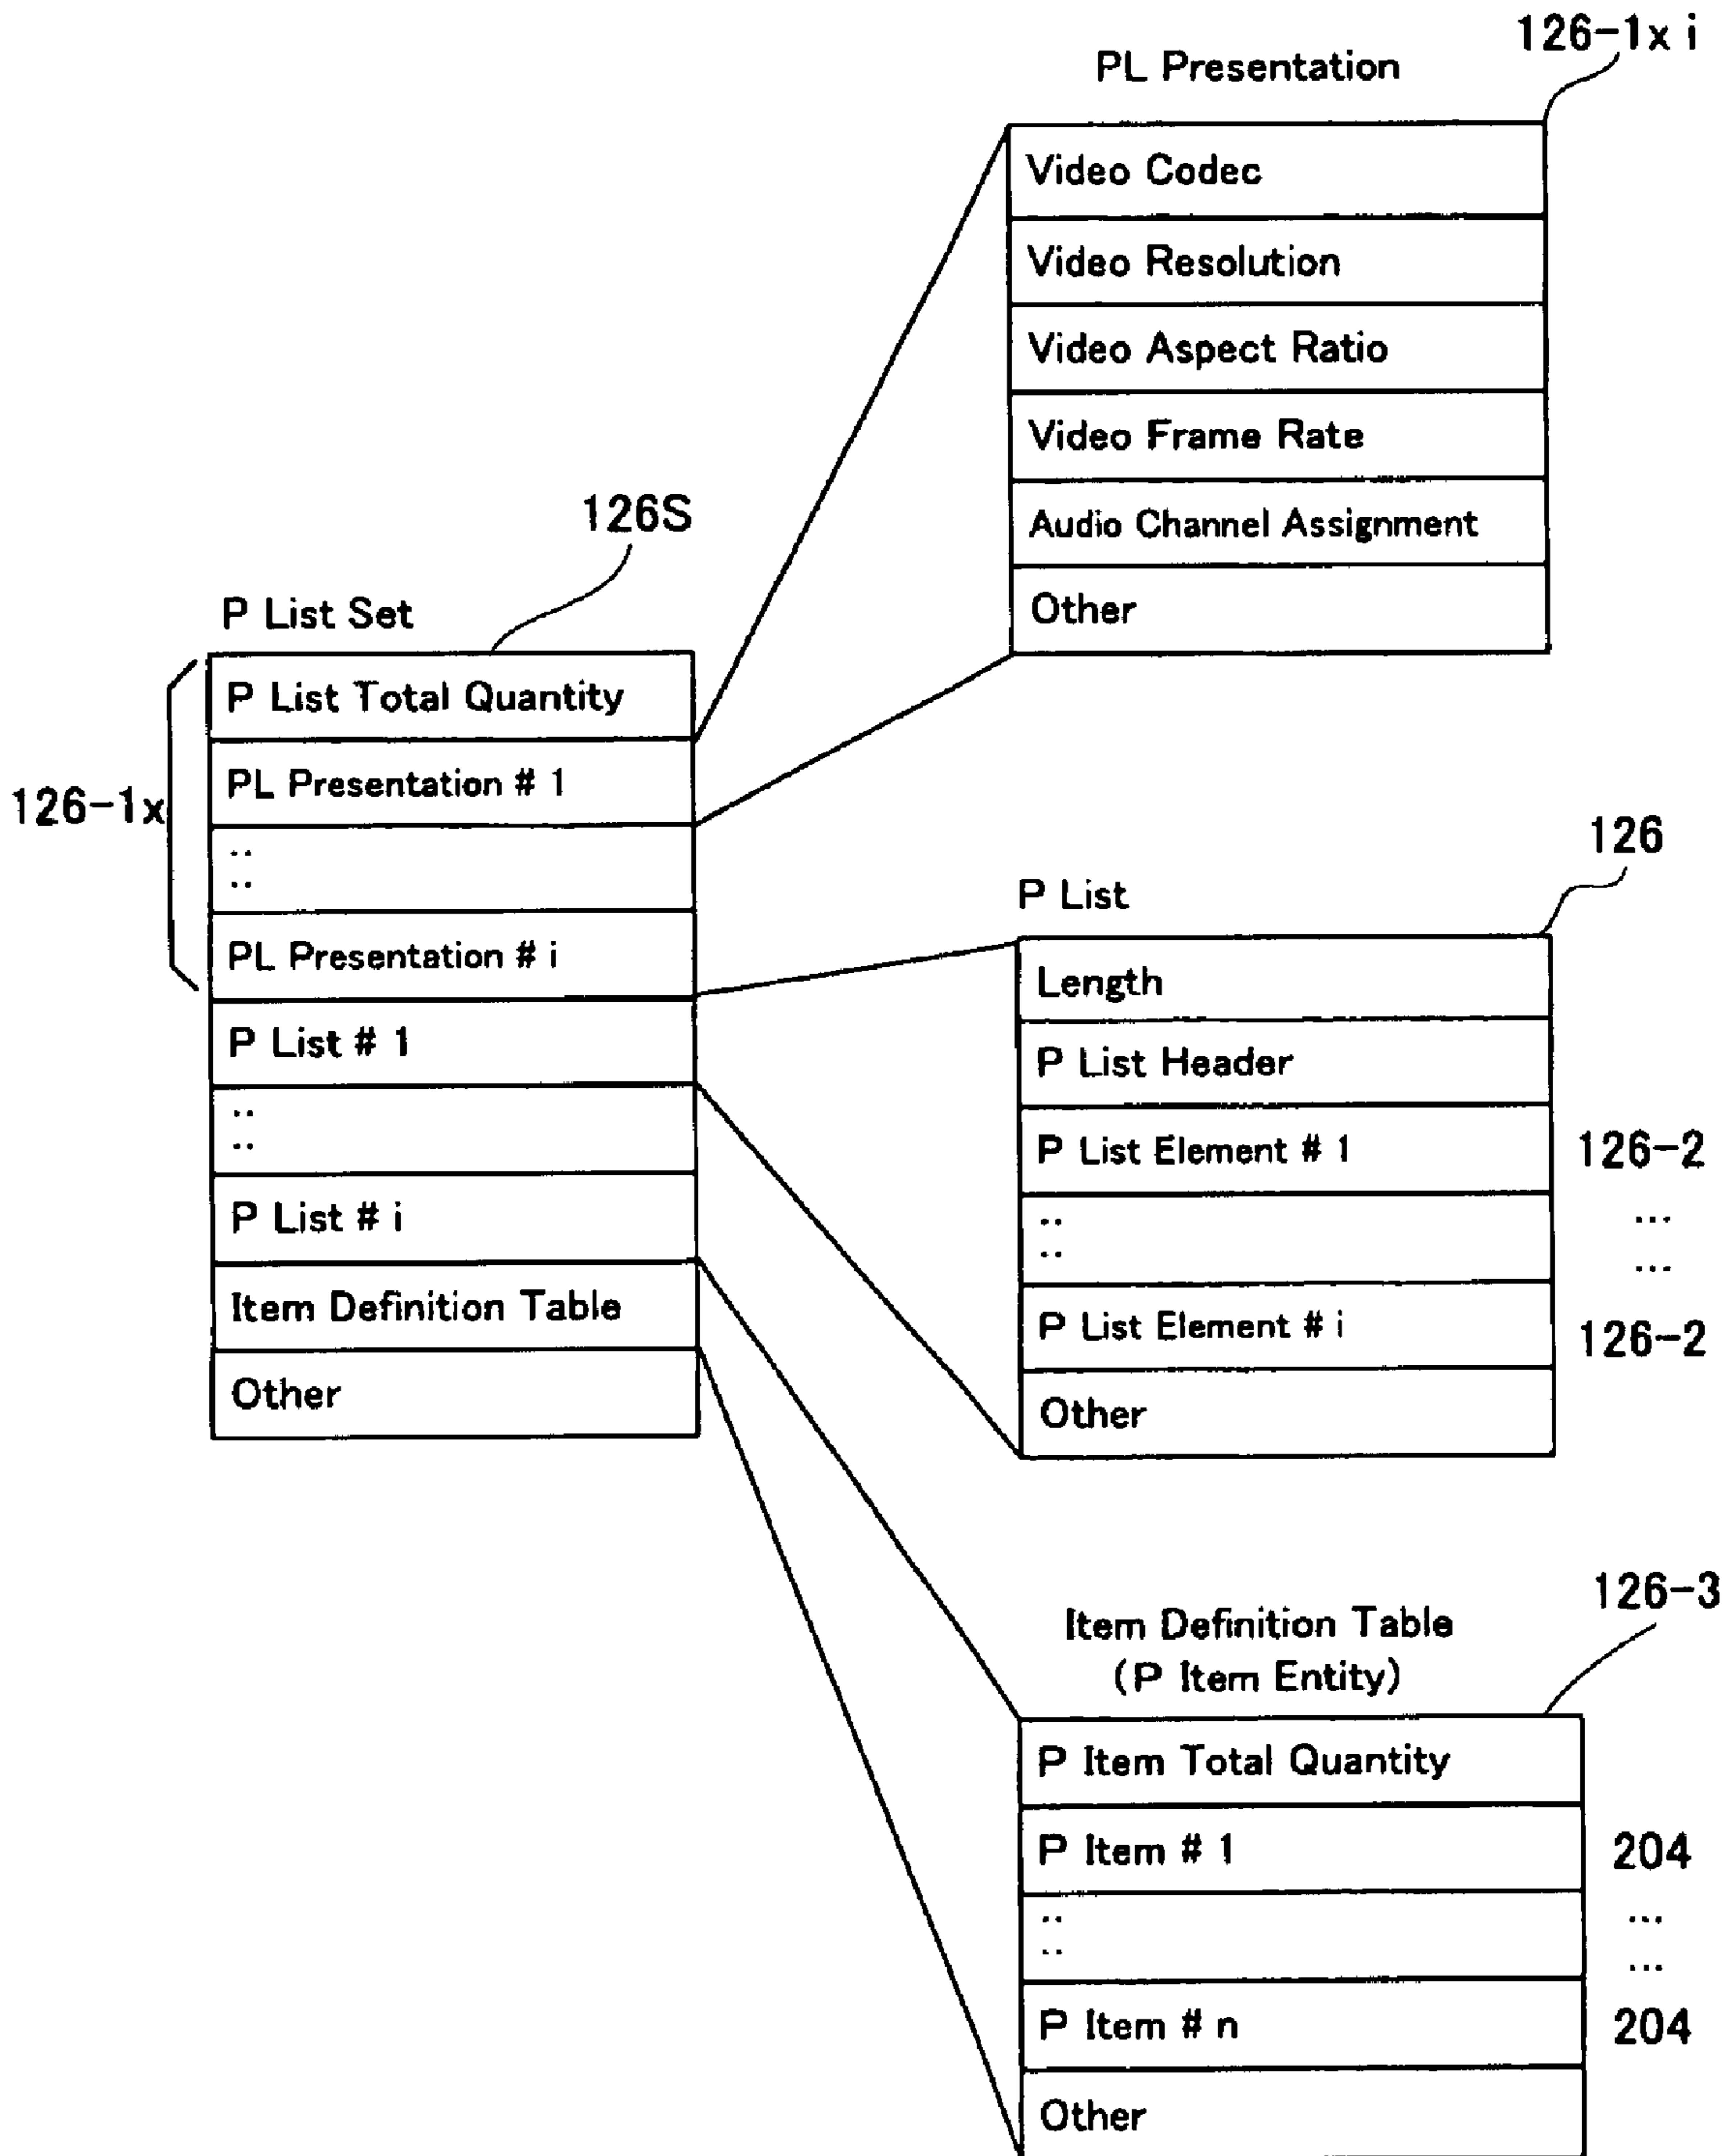 126-1x i
PL Presentation
Video Codec
Video Resolution
Video Aspect Ratio
Video Frame Rate
Audio Channel Assignment
Other
126S
P List Set
P List Total Quantity
PL Presentation # 1
:: 
PL Presentation # i
P List # 1
::
P List # i
Item Definition Table
Other
126-1x
126
P List
Length
P List Header
P List Element # 1
126-2
::
...
...
P List Element # i
126-2
Other
126-3
Item Definition Table
(P Item Entity)
P Item Total Quantity
P Item # 1
204
::
...
...
P Item # n
204
Other